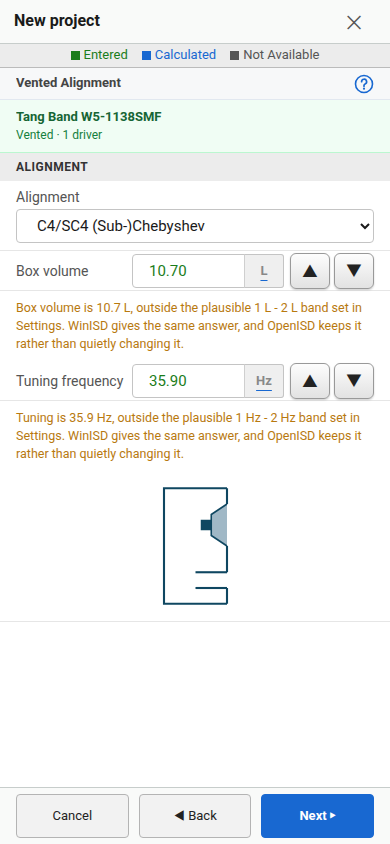 New project
Entered Calculated Not Available
Vented Alignment
Tang Band W5-1138SMF
Vented · 1 driver
ALIGNMENT
Alignment
C4/SC4 (Sub-)Chebyshev
Box volume 10.70 L ▲ ▼
Box volume is 10.7 L, outside the plausible 1 L - 2 L band set in
Settings. WinISD gives the same answer, and OpenISD keeps it
rather than quietly changing it.
Tuning frequency 35.90 Hz ▲ ▼
Tuning is 35.9 Hz, outside the plausible 1 Hz - 2 Hz band set in
Settings. WinISD gives the same answer, and OpenISD keeps it
rather than quietly changing it.
Cancel ◀ Back Next ▶